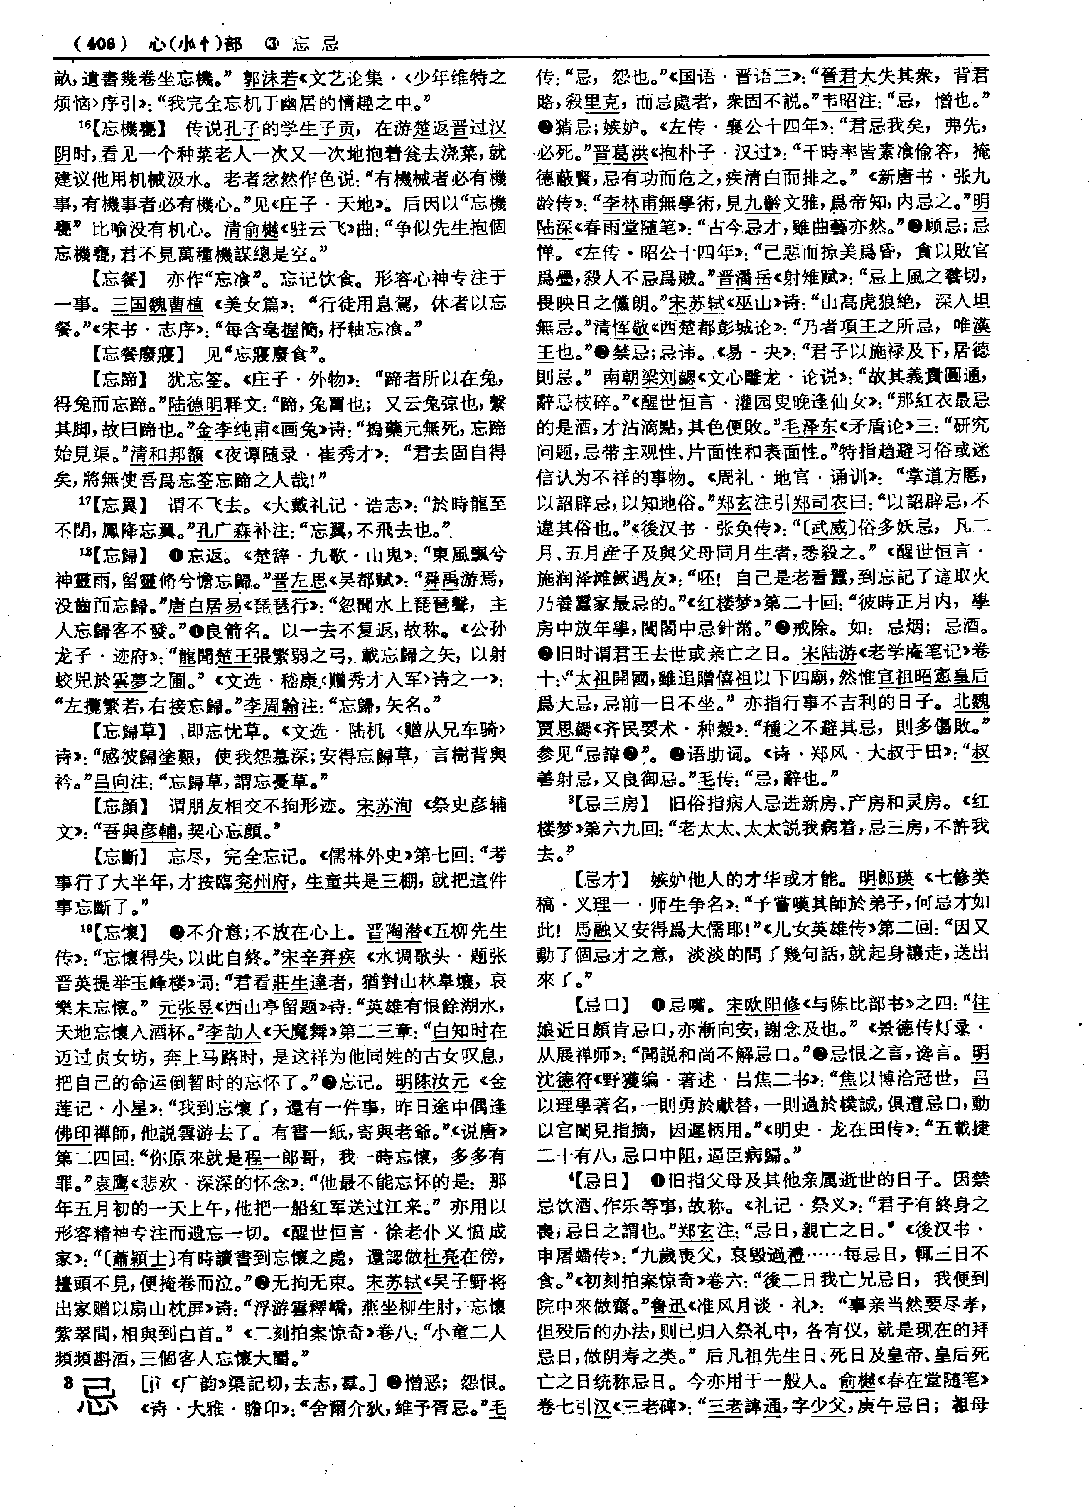 (408) 心(小忄)部 ③ 忘 忌
畝，遺書幾卷坐忘機。”郭沫若《文艺论集·〈少年维特之
烦恼〉序引》：“我完全忘机于幽居的情趣之中。”
¹⁶【忘機甕】 传说孔子的学生子贡，在游楚返晋过汉
阴时，看见一个种菜老人一次又一次地抱着瓮去浇菜，就
建议他用机械汲水。老者忿然作色说：“有機械者必有機
事，有機事者必有機心。”见《庄子·天地》。后因以“忘機
甕”比喻没有机心。清俞樾《驻云飞》曲：“争似先生抱個
忘機甕，君不見萬種機謀總是空。”
【忘餐】 亦作“忘飡”。忘记饮食。形容心神专注于
一事。三国魏曹植《美女篇》：“行徒用息駕，休者以忘
餐。”《宋书·志序》：“每含毫握簡，杼軸忘飡。”
【忘餐廢寢】 见“忘寢廢食”。
【忘蹄】 犹忘筌。《庄子·外物》：“蹄者所以在兔，
得兔而忘蹄。”陆德明释文：“蹄，兔罥也；又云兔弶也，繫
其脚，故曰蹄也。”金李纯甫《画兔》诗：“搗藥元無死，忘蹄
始見渠。”清和邦额《夜谭随录·崔秀才》：“君去固自得
矣，將無使吾爲忘筌忘蹄之人哉！”
¹⁷【忘翼】 谓不飞去。《大戴礼记·诰志》：“於時龍至
不閉，鳳降忘翼。”孔广森补注：“忘翼，不飛去也。”
¹⁸【忘歸】 ❶忘返。《楚辞·九歌·山鬼》：“東風飄兮
神靈雨，留靈脩兮憺忘歸。”晋左思《吴都赋》：“舜禹游焉，
没齒而忘歸。”唐白居易《琵琶行》：“忽聞水上琵琶聲，主
人忘歸客不發。”❷良箭名。以一去不复返，故称。《公孙
龙子·迹府》：“龍聞楚王張繁弱之弓，載忘歸之矢，以射
蛟兕於雲夢之圃。”《文选·嵇康〈赠秀才入军〉诗之一》：
“左攬繁若，右接忘歸。”李周翰注：“忘歸，矢名。”
【忘歸草】 即忘忧草。《文选·陆机〈赠从兄车骑〉
诗》：“感彼歸塗艱，使我怨慕深；安得忘歸草，言樹背與
衿。”吕向注：“忘歸草，謂忘憂草。”
【忘顔】 谓朋友相交不拘形迹。宋苏洵《祭史彦辅
文》：“吾與彦輔，契心忘顔。”
【忘斷】 忘尽，完全忘记。《儒林外史》第七回：“考
事行了大半年，才按臨兖州府，生童共是三棚，就把這件
事忘斷了。”
¹⁹【忘懷】 ❶不介意；不放在心上。晋陶潜《五柳先生
传》：“忘懷得失，以此自終。”宋辛弃疾《水调歌头·题张
晋英提举玉峰楼》词：“君看莊生達者，猶對山林臯壤，哀
樂未忘懷。”元张昱《西山亭留题》诗：“英雄有恨餘湖水，
天地忘懷入酒杯。”李劼人《天魔舞》第二三章：“白知时在
迈过贞女坊，奔上马路时，是这样为他同姓的古女叹息，
把自己的命运倒暂时的忘怀了。”❷忘记。明陈汝元《金
莲记·小星》：“我到忘懷了，還有一件事，昨日途中偶逢
佛印禪師，他説雲游去了。有書一紙，寄與老爺。”《说唐》
第二四回：“你原來就是程一郎哥，我一時忘懷，多多有
罪。”袁鹰《悲欢·深深的怀念》：“他最不能忘怀的是：那
年五月初的一天上午，他把一船红军送过江来。”亦用以
形容精神专注而遗忘一切。《醒世恒言·徐老仆义愤成
家》：“〔蕭穎士〕有時讀書到忘懷之處，還認做杜亮在傍，
擡頭不見，便掩卷而泣。”❸无拘无束。宋苏轼《吴子野将
出家赠以扇山枕屏》诗：“浮游雲釋嶠，燕坐柳生肘，忘懷
紫翠間，相與到白首。”《二刻拍案惊奇》卷八：“小童二人
頻頻斟酒，三個客人忘懷大嚼。”
3 忌 [jì 《广韵》渠記切，去志，羣。]❶憎恶；怨恨。
《诗·大雅·瞻卬》：“舍爾介狄，維予胥忌。”毛
传：“忌，怨也。”《国语·晋语三》：“晉君大失其衆，背君
賂，殺里克，而忌處者，衆固不説。”韦昭注：“忌，憎也。”
❷猜忌；嫉妒。《左传·襄公十四年》：“君忌我矣，弗先，
必死。”晋葛洪《抱朴子·汉过》：“于時率皆素飡偷容，掩
德蔽賢，忌有功而危之，疾清白而排之。”《新唐书·张九
龄传》：“李林甫無學術，見九齡文雅，爲帝知，内忌之。”明
陆深《春雨堂随笔》：“古今忌才，雖曲藝亦然。”❸顾忌；忌
惮。《左传·昭公十四年》：“己惡而掠美爲昏，貪以敗官
爲墨，殺人不忌爲賊。”晋潘岳《射雉赋》：“忌上風之餮切，
畏映日之儻朗。”宋苏轼《巫山》诗：“山高虎狼絶，深入坦
無忌。”清恽敬《西楚都彭城论》：“乃者項王之所忌，唯漢
王也。”❹禁忌；忌讳。《易·夬》：“君子以施禄及下，居德
則忌。”南朝梁刘勰《文心雕龙·论说》：“故其義貴圓通，
辭忌枝碎。”《醒世恒言·灌园叟晚逢仙女》：“那紅衣最忌
的是酒，才沾滴點，其色便敗。”毛泽东《矛盾论》三：“研究
问题，忌带主观性、片面性和表面性。”特指趋避习俗或迷
信认为不祥的事物。《周礼·地官·诵训》：“掌道方慝，
以詔辟忌，以知地俗。”郑玄注引郑司农曰：“以詔辟忌，不
違其俗也。”《後汉书·张奂传》：“〔武威〕俗多妖忌，凡二
月、五月産子及與父母同月生者，悉殺之。”《醒世恒言·
施润泽滩阙遇友》：“呸！自己是老看蠶，到忘記了這取火
乃養蠶家最忌的。”《红楼梦》第二十回：“彼時正月内，學
房中放年學，閨閣中忌針黹。”❺戒除。如：忌烟；忌酒。
❻旧时谓君王去世或亲亡之日。宋陆游《老学庵笔记》卷
十：“太祖開國，雖追贈僖祖以下四廟，然惟宣祖昭憲皇后
爲大忌，忌前一日不坐。”亦指行事不吉利的日子。北魏
贾思勰《齐民要术·种榖》：“種之不避其忌，則多傷敗。”
参见“忌諱❷”。❼语助词。《诗·郑风·大叔于田》：“叔
善射忌，又良御忌。”毛传：“忌，辭也。”
³【忌三房】 旧俗指病人忌进新房、产房和灵房。《红
楼梦》第六九回：“老太太、太太説我病着，忌三房，不許我
去。”
【忌才】 嫉妒他人的才华或才能。明郎瑛《七修类
稿·义理一·师生争名》：“予嘗嘆其師於弟子，何忌才如
此！馬融又安得爲大儒耶！”《儿女英雄传》第二回：“因又
動了個忌才之意，淡淡的問了幾句話，就起身讓走，送出
來了。”
【忌口】 ❶忌嘴。宋欧阳修《与陈比部书》之四：“往
娘近日頗肯忌口，亦漸向安，謝念及也。”《景德传灯录·
从展禅师》：“聞説和尚不解忌口。”❷忌恨之言，谗言。明
沈德符《野獲编·著述·吕焦二书》：“焦以博洽冠世，吕
以理學著名，一則勇於獻替，一則過於樸誠，俱遭忌口，動
以宫闈見指摘，因遲柄用。”《明史·龙在田传》：“五載捷
二十有八，忌口中阻，逼臣病歸。”
⁴【忌日】 ❶旧指父母及其他亲属逝世的日子。因禁
忌饮酒、作乐等事，故称。《礼记·祭义》：“君子有終身之
喪，忌日之謂也。”郑玄注：“忌日，親亡之日。”《後汉书·
申屠蟠传》：“九歲喪父，哀毁過禮……每忌日，輒三日不
食。”《初刻拍案惊奇》卷六：“後二日我亡兄忌日，我便到
院中來做齋。”鲁迅《准风月谈·礼》：“事亲当然要尽孝，
但殁后的办法，则已归入祭礼中，各有仪，就是现在的拜
忌日，做阴寿之类。”后凡祖先生日、死日及皇帝、皇后死
亡之日统称忌日。今亦用于一般人。俞樾《春在堂随笔》
卷七引汉《三老碑》：“三老諱通，字少父，庚午忌日；祖母